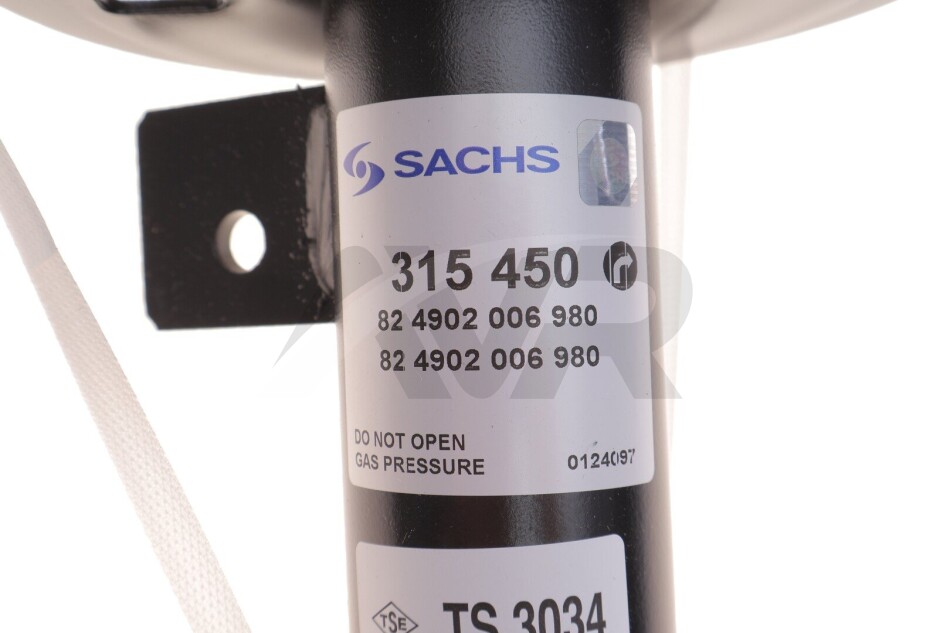 SACHS
315 450
82 4902 006 980
82 4902 006 980
DO NOT OPEN
GAS PRESSURE
0124097
TSE
TS 3034
AVR